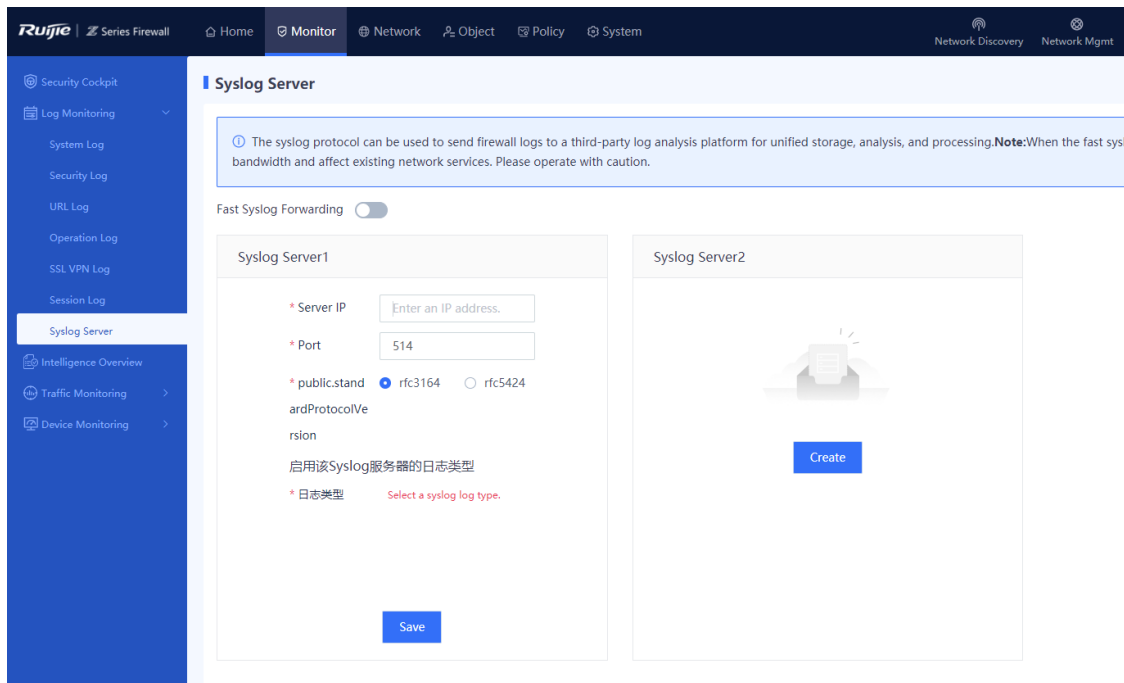 Ruijie | Z Series Firewall
Home
Monitor
Network
Object
Policy
System
Network Discovery
Network Mgmt
Security Cockpit
Log Monitoring
System Log
Security Log
URL Log
Operation Log
SSL VPN Log
Session Log
Syslog Server
Intelligence Overview
Traffic Monitoring
Device Monitoring
Syslog Server
The syslog protocol can be used to send firewall logs to a third-party log analysis platform for unified storage, analysis, and processing.Note:When the fast sys
bandwidth and affect existing network services. Please operate with caution.
Fast Syslog Forwarding
Syslog Server1
* Server IP Enter an IP address.
* Port 514
* public.stand rfc3164 rfc5424
ardProtocolVe
rsion
启用该Syslog服务器的日志类型
* 日志类型 Select a syslog log type.
Save
Syslog Server2
Create